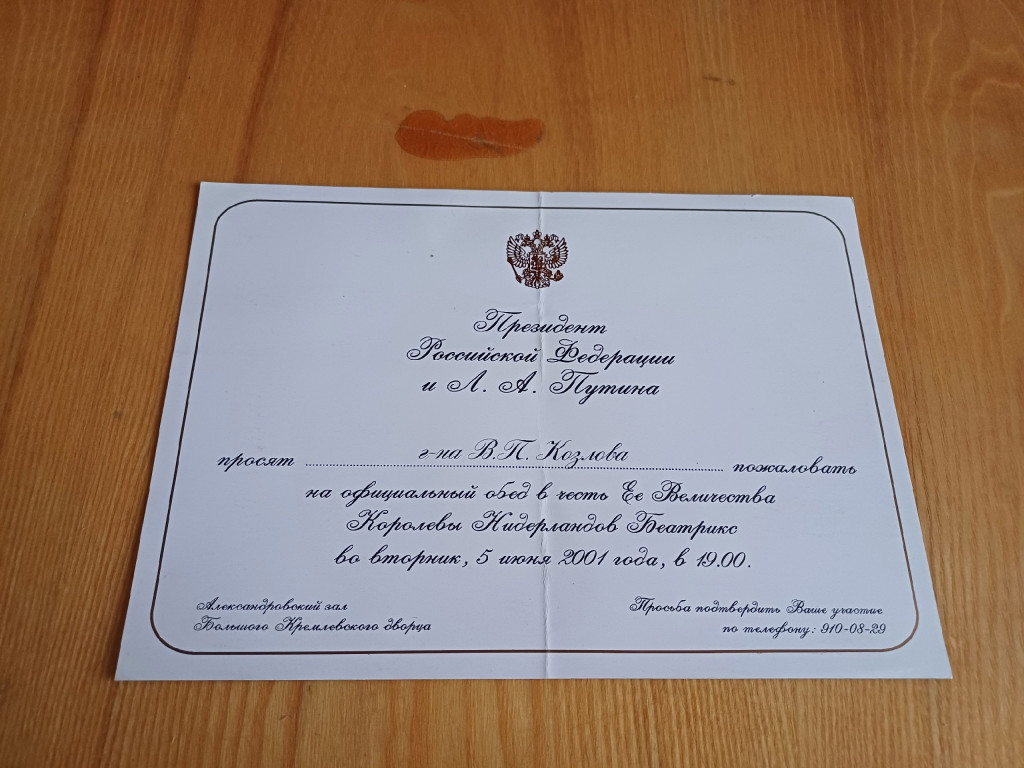 Президент
Российской Федерации
и Л. А. Путина
просят г-на В.П. Козлова пожаловать
на официальный обед в честь Ее Величества
Королевы Нидерландов Беатрикс
во вторник, 5 июня 2001 года, в 19.00.
Александровский зал
Большого Кремлевского дворца
Просьба подтвердить Ваше участие
по телефону: 910-08-29